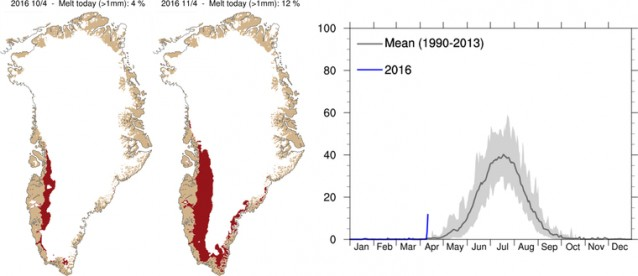 2016 10/4 - Melt today (>1mm): 4 %
2016 11/4 - Melt today (>1mm): 12 %
100
80
60
40
20
0
Mean (1990-2013)
2016
Jan Feb Mar Apr May Jun Jul Aug Sep Oct Nov Dec